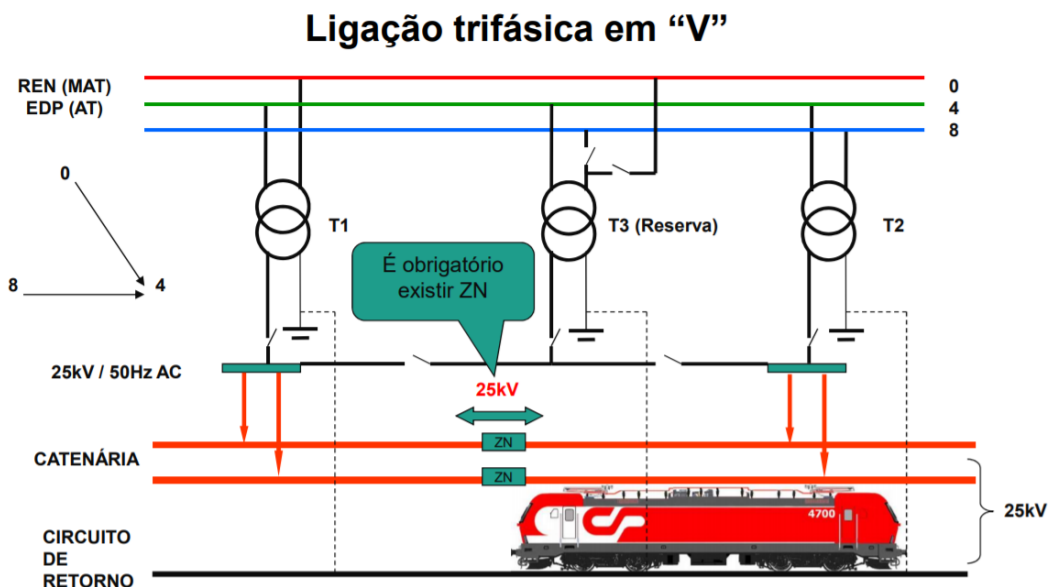 Ligação trifásica em “V”
REN (MAT)
EDP (AT)
0
4
8
0
8
4
T1
T3 (Reserva)
T2
É obrigatório
existir ZN
25kV / 50Hz AC
25kV
ZN
CATENÁRIA
ZN
4700
25kV
CIRCUITO
DE
RETORNO